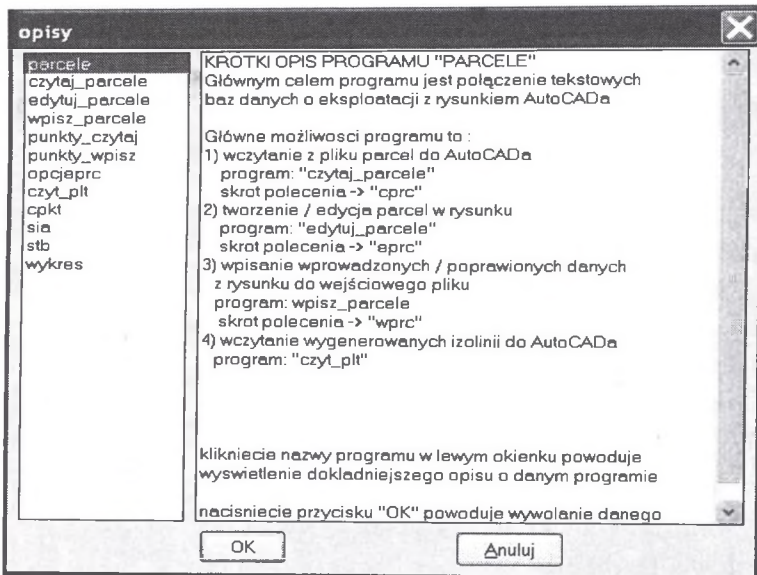 opisy
parcele
czytaj_parcele
edytuj_parcele
wpisz_parcele
punkty_czytaj
punkty_wpisz
opcjeprc
czyt_plt
cpkt
sia
stb
wykres
KROTKI OPIS PROGRAMU "PARCELE"
Głównym celem programu jest połączenie tekstowych
baz danych o eksploatacji z rysunkiem AutoCADa
Główne możliwosci programu to :
1) wczytanie z pliku parcel do AutoCADa
program: "czytaj_parcele"
skrot polecenia -> "cprc"
2) tworzenie / edycja parcel w rysunku
program: "edytuj_parcele"
skrot polecenia -> "eprc"
3) wpisanie wprowadzonych / poprawionych danych
z rysunku do wejściowego pliku
program: wpisz_parcele
skrot polecenia -> "wprc"
4) wczytanie wygenerowanych izolinii do AutoCADa
program: "czyt_plt"
klikniecie nazwy programu w lewym okienku powoduje
wyswietlenie dokladniejszego opisu o danym programie
nacisniecie przycisku "OK" powoduje wywolanie danego
OK
Anuluj